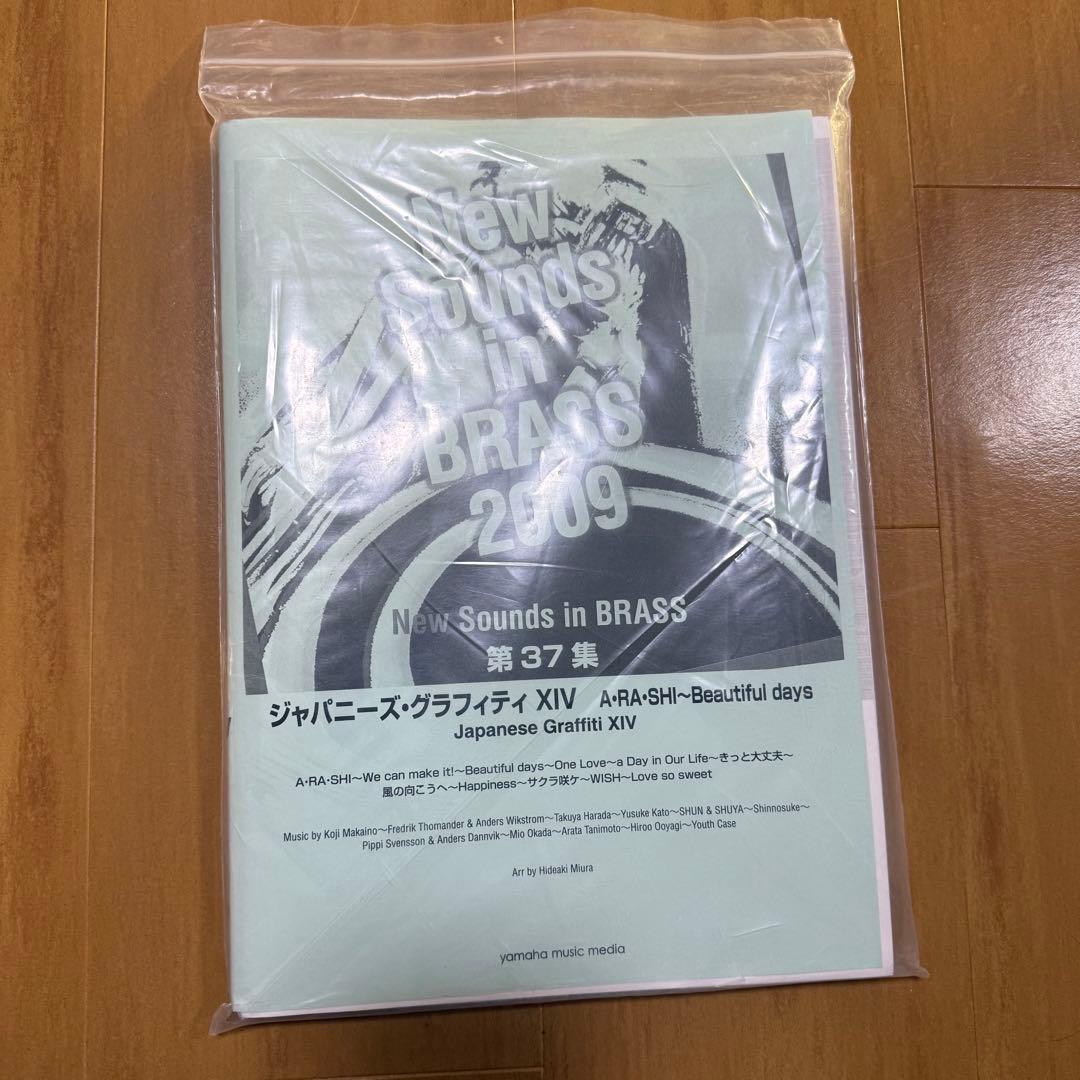 New
Sounds
in
BRASS
2009
New Sounds in BRASS
第37集
ジャパニーズ・グラフィティ XIV A・RA・SHI〜Beautiful days
Japanese Graffiti XIV
A・RA・SHI〜We can make it!〜Beautiful days〜One Love〜a Day in Our Life〜きっと大丈夫〜
風の向こうへ〜Happiness〜サクラ咲ケ〜WISH〜Love so sweet
Music by Koji Makaino〜Fredrik Thomander & Anders Wikstrom〜Takuya Harada〜Yusuke Kato〜SHUN & SHUYA〜Shinnosuke〜
Pippi Svensson & Anders Dannvik〜Mio Okada〜Arata Tanimoto〜Hiroo Ooyagi〜Youth Case
Arr by Hideaki Miura
yamaha music media